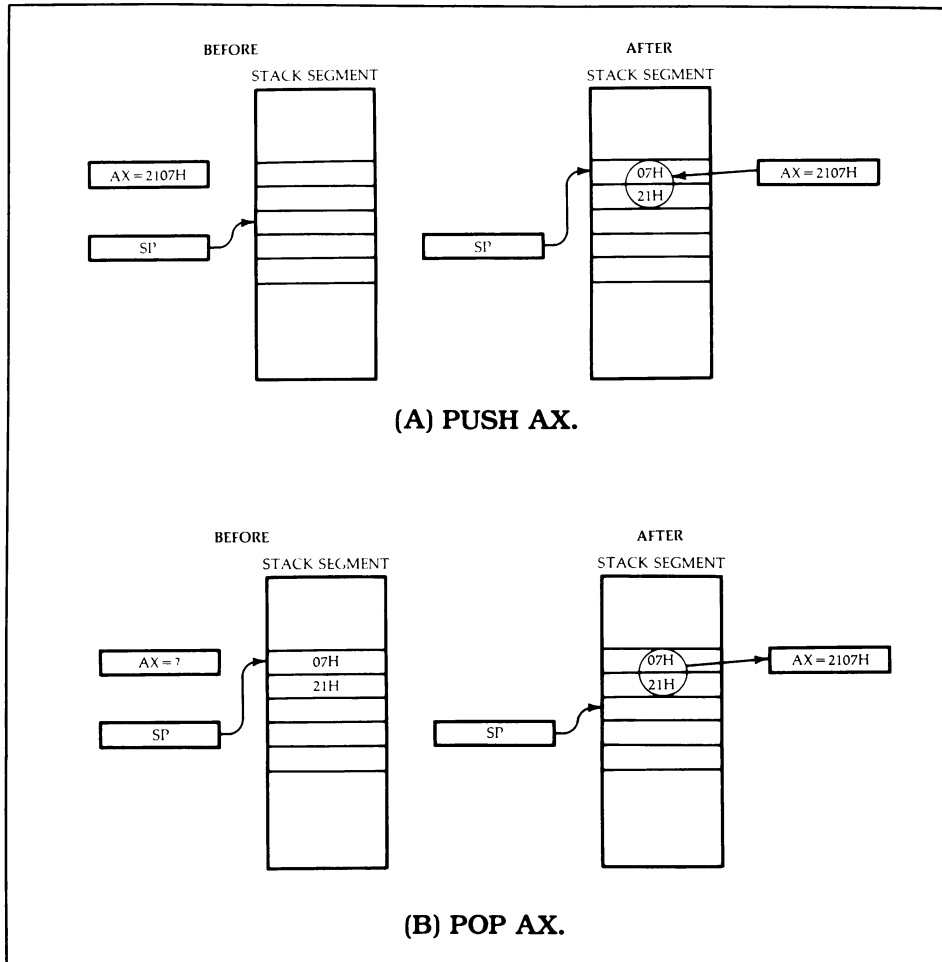 BEFORE
STACK SEGMENT
AX = 2107H
SP
AFTER
STACK SEGMENT
07H
21H
AX = 2107H
SP
(A) PUSH AX.
BEFORE
STACK SEGMENT
AX = ?
07H
21H
SP
AFTER
STACK SEGMENT
07H
21H
AX = 2107H
SP
(B) POP AX.